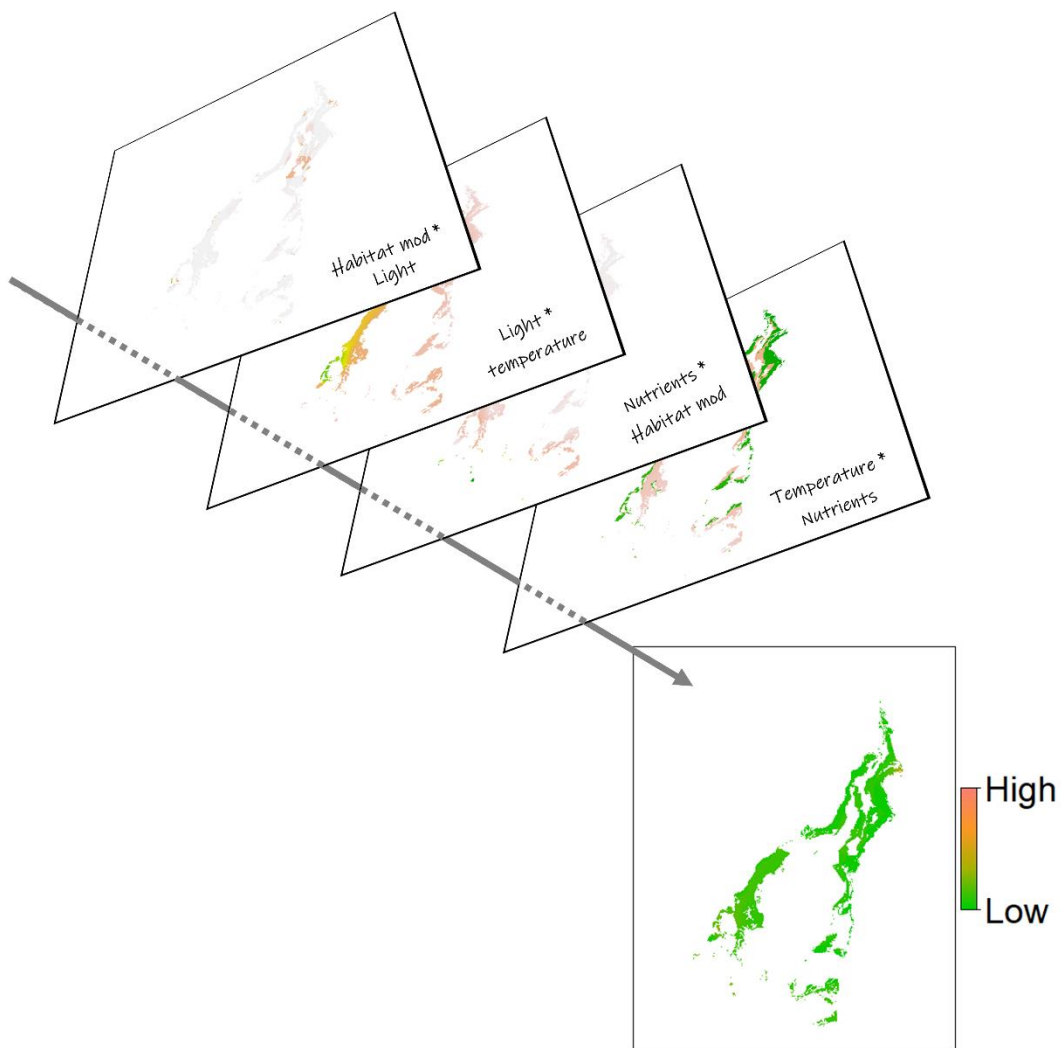 Habitat mod *
Light
Light *
temperature
Nutrients *
Habitat mod
Temperature *
Nutrients
High
Low